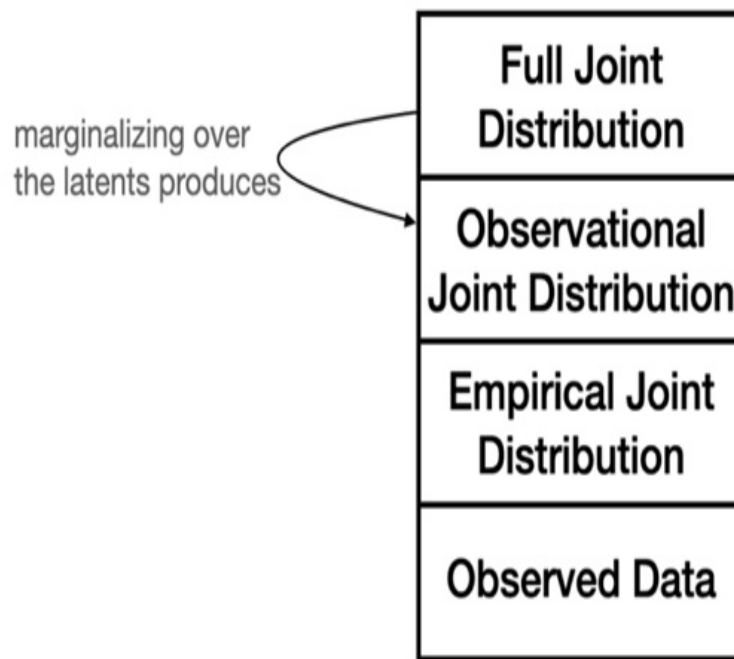 marginalizing over
the latents produces
Full Joint
Distribution
Observational
Joint Distribution
Empirical Joint
Distribution
Observed Data